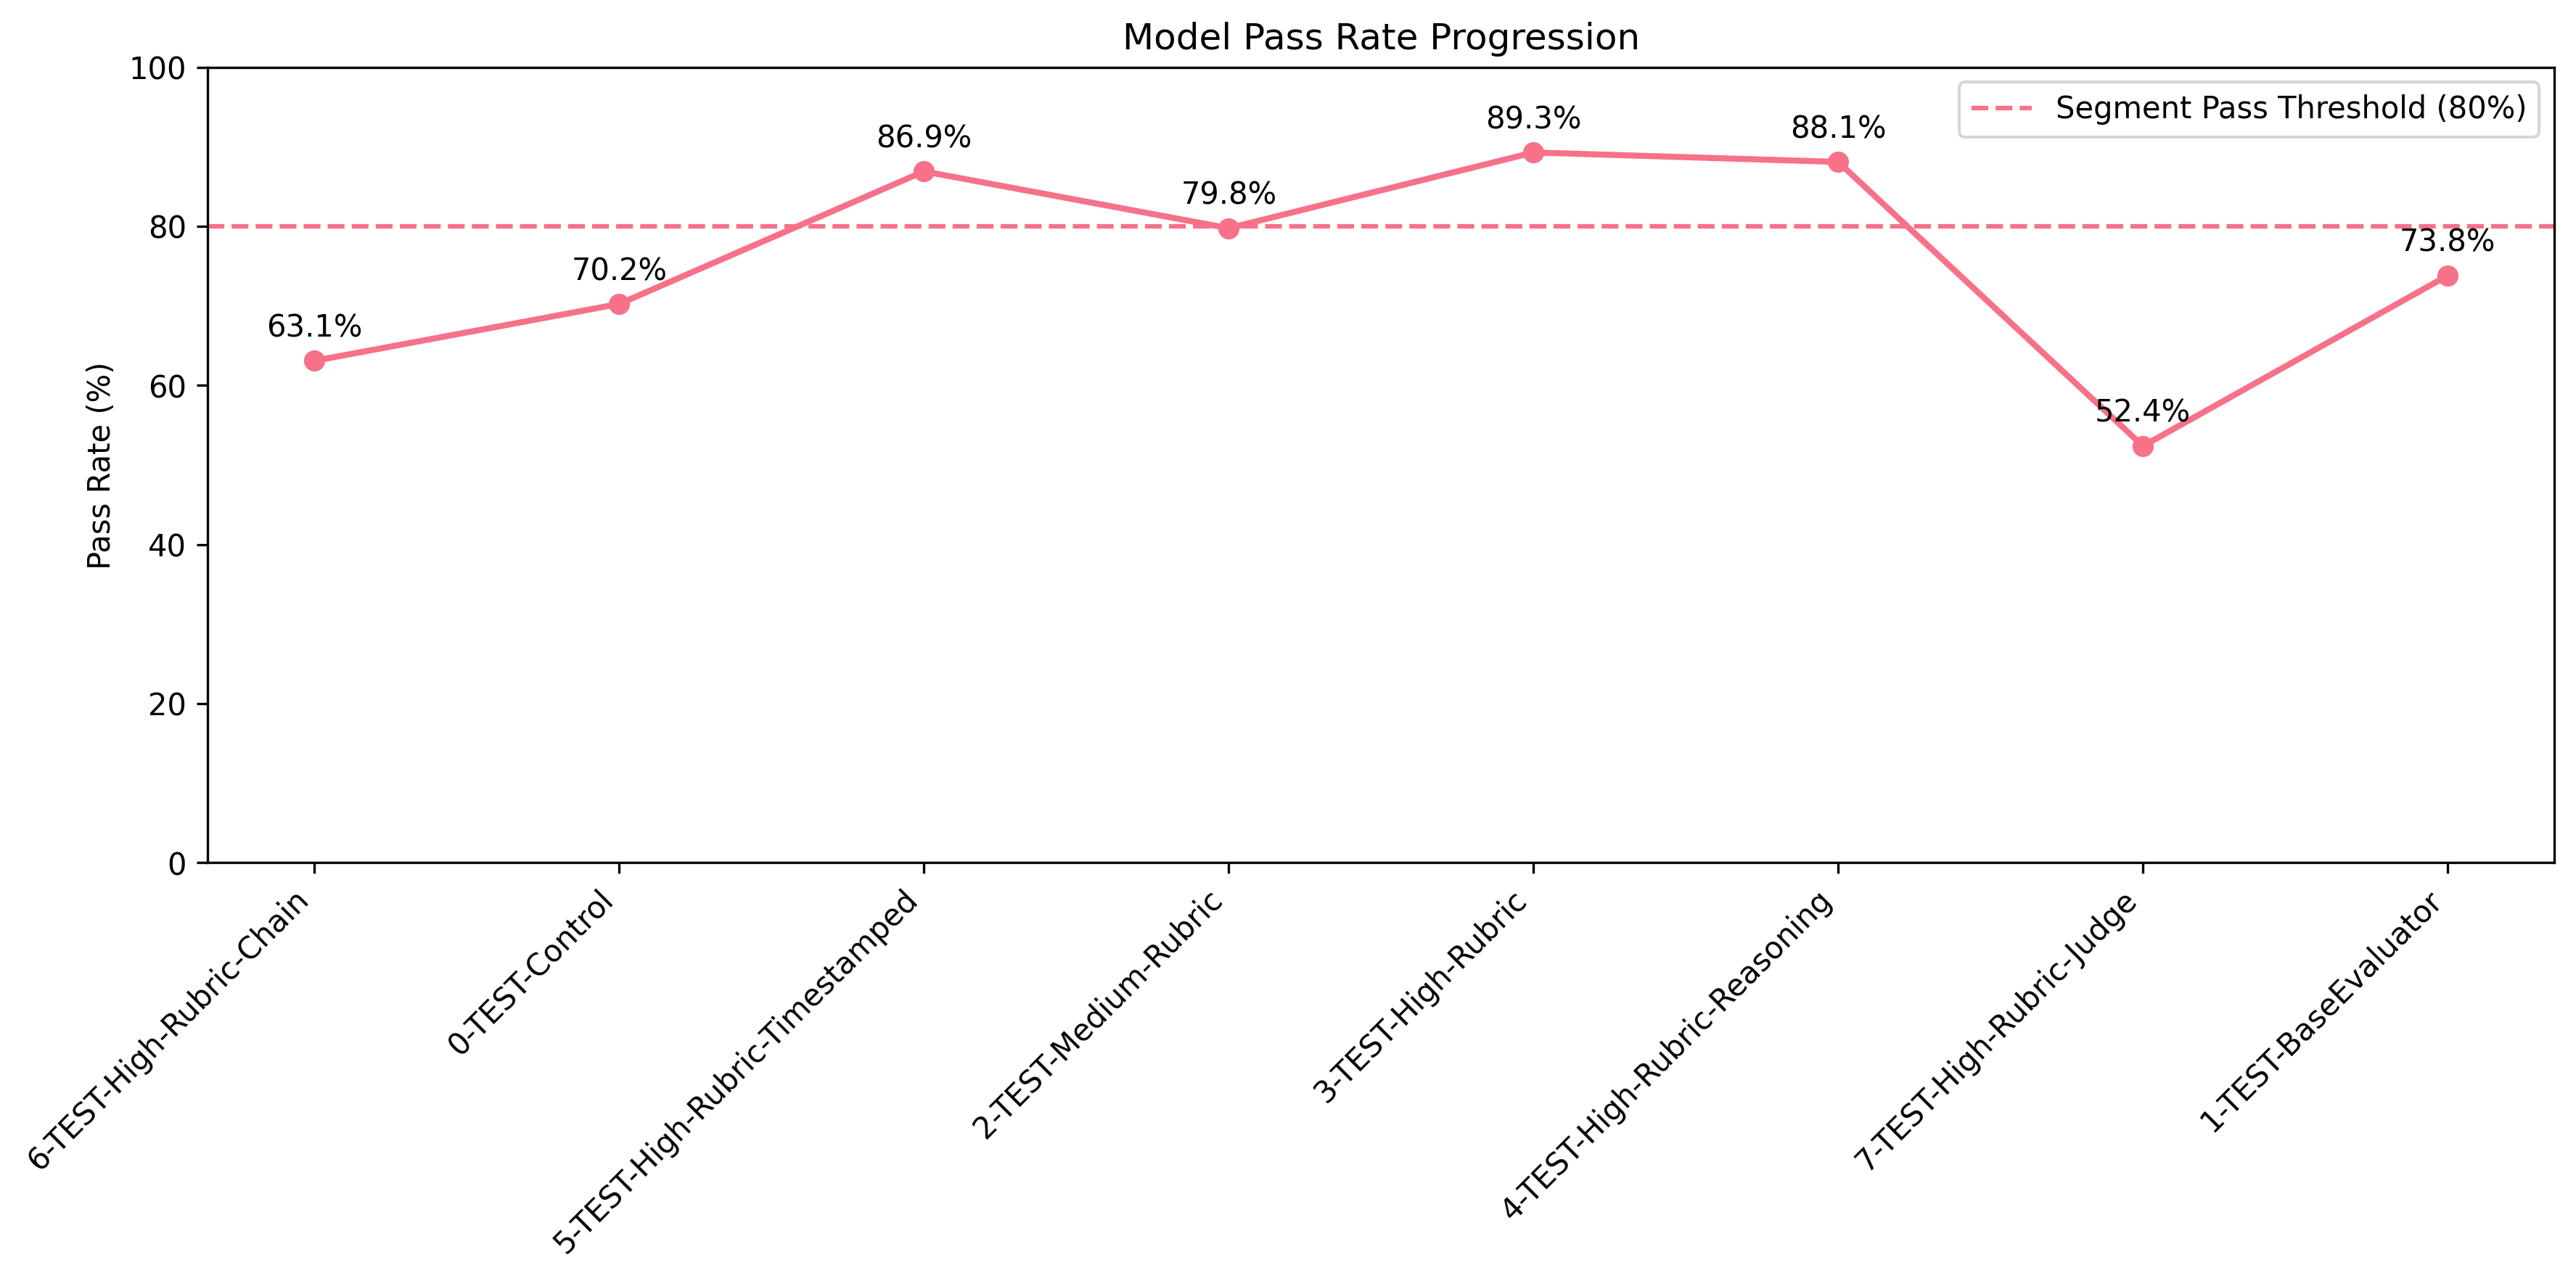 Model Pass Rate Progression
Segment Pass Threshold (80%)
Pass Rate (%)
100
80
60
40
20
0
63.1%
70.2%
86.9%
79.8%
89.3%
88.1%
52.4%
73.8%
6-TEST-High-Rubric-Chain
0-TEST-Control
5-TEST-High-Rubric-Timestamped
2-TEST-Medium-Rubric
3-TEST-High-Rubric
4-TEST-High-Rubric-Reasoning
7-TEST-High-Rubric-Judge
1-TEST-BaseEvaluator